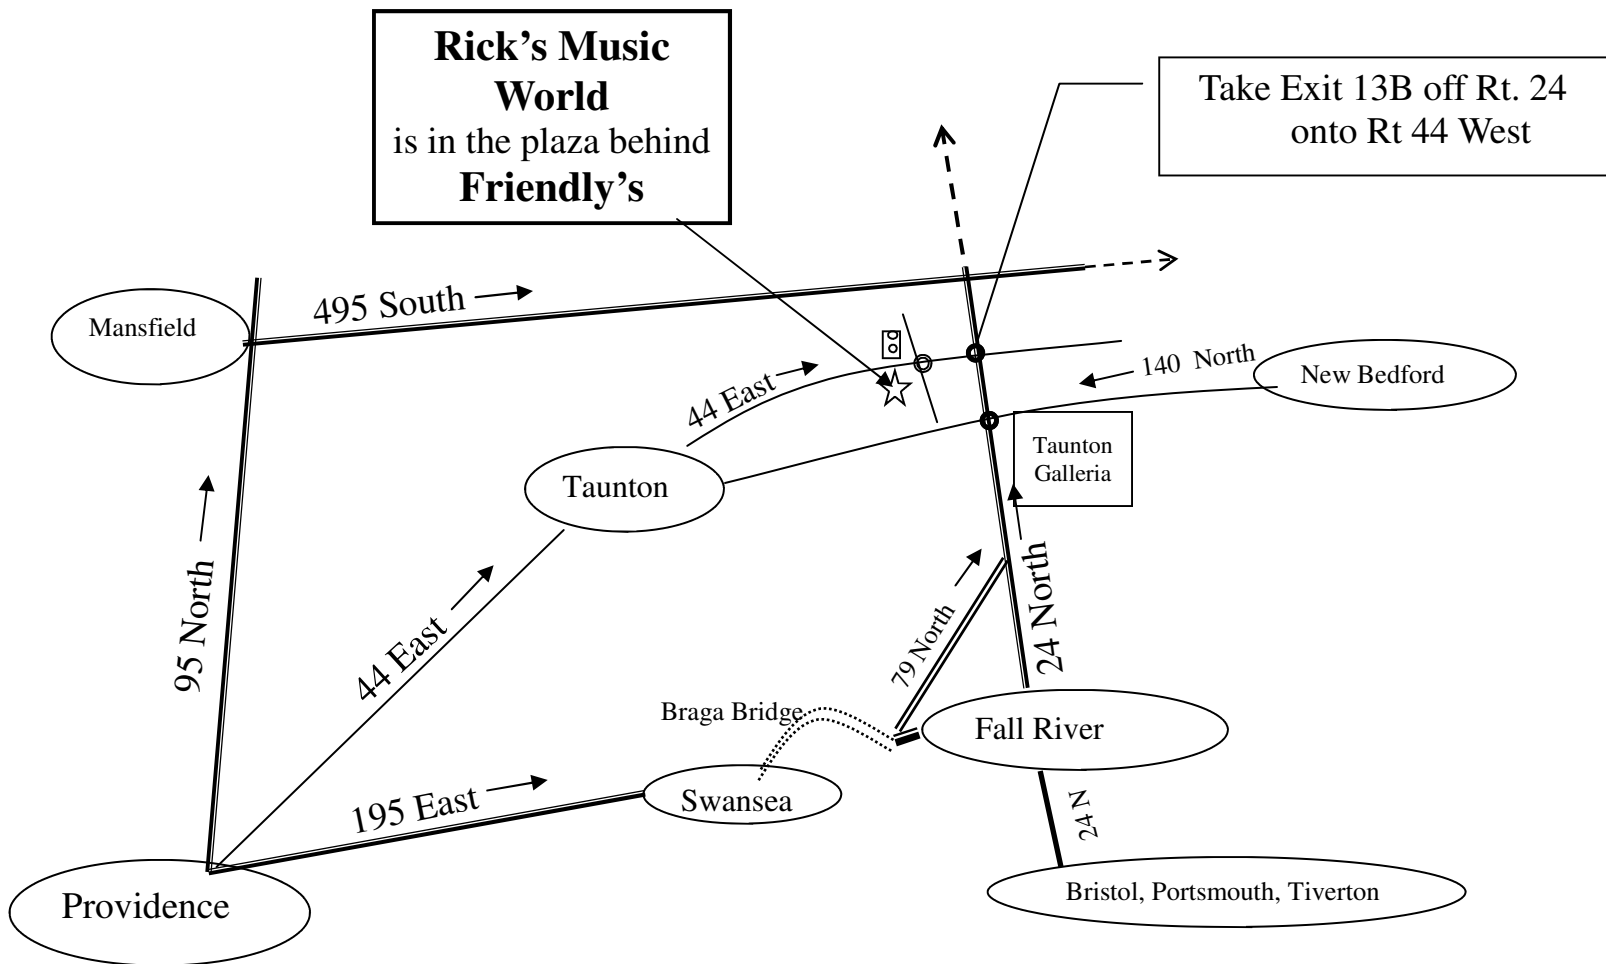 Rick's Music
World
is in the plaza behind
Friendly's
Take Exit 13B off Rt. 24
onto Rt 44 West
495 South
Mansfield
140 North
New Bedford
44 East
Taunton
Galleria
Taunton
95 North
24 North
79 North
44 East
Braga Bridge
Fall River
195 East
Swansea
24 N
Providence
Bristol, Portsmouth, Tiverton